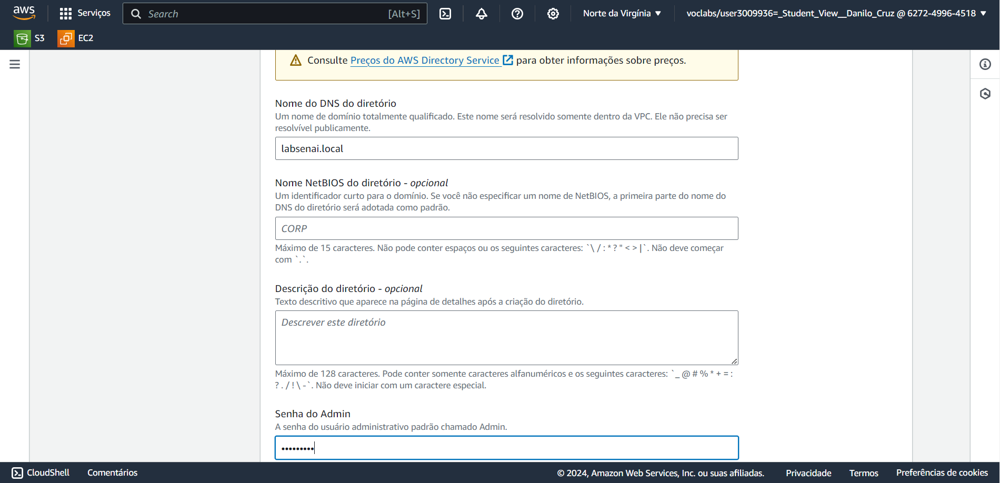 aws
Serviços
Search
[Alt+S]
Norte da Virgínia
voclabs/user3009936=_Student_View__Danilo_Cruz @ 6272-4996-4518
S3
EC2
Consulte Preços do AWS Directory Service para obter informações sobre preços.
Nome do DNS do diretório
Um nome de domínio totalmente qualificado. Este nome será resolvido somente dentro da VPC. Ele não precisa ser
resolvível publicamente.
labsenai.local
Nome NetBIOS do diretório - opcional
Um identificador curto para o domínio. Se você não especificar um nome de NetBIOS, a primeira parte do nome do
DNS do diretório será adotada como padrão.
CORP
Máximo de 15 caracteres. Não pode conter espaços ou os seguintes caracteres: `\ / : * ? " < > |`. Não deve começar
com `.`.
Descrição do diretório - opcional
Texto descritivo que aparece na página de detalhes após a criação do diretório.
Descrever este diretório
Máximo de 128 caracteres. Pode conter somente caracteres alfanuméricos e os seguintes caracteres: `_ @ # % * + = :
? . / ! \ -`. Não deve iniciar com um caractere especial.
Senha do Admin
A senha do usuário administrativo padrão chamado Admin.
•••••••••
CloudShell
Comentários
© 2024, Amazon Web Services, Inc. ou suas afiliadas.
Privacidade
Termos
Preferências de cookies